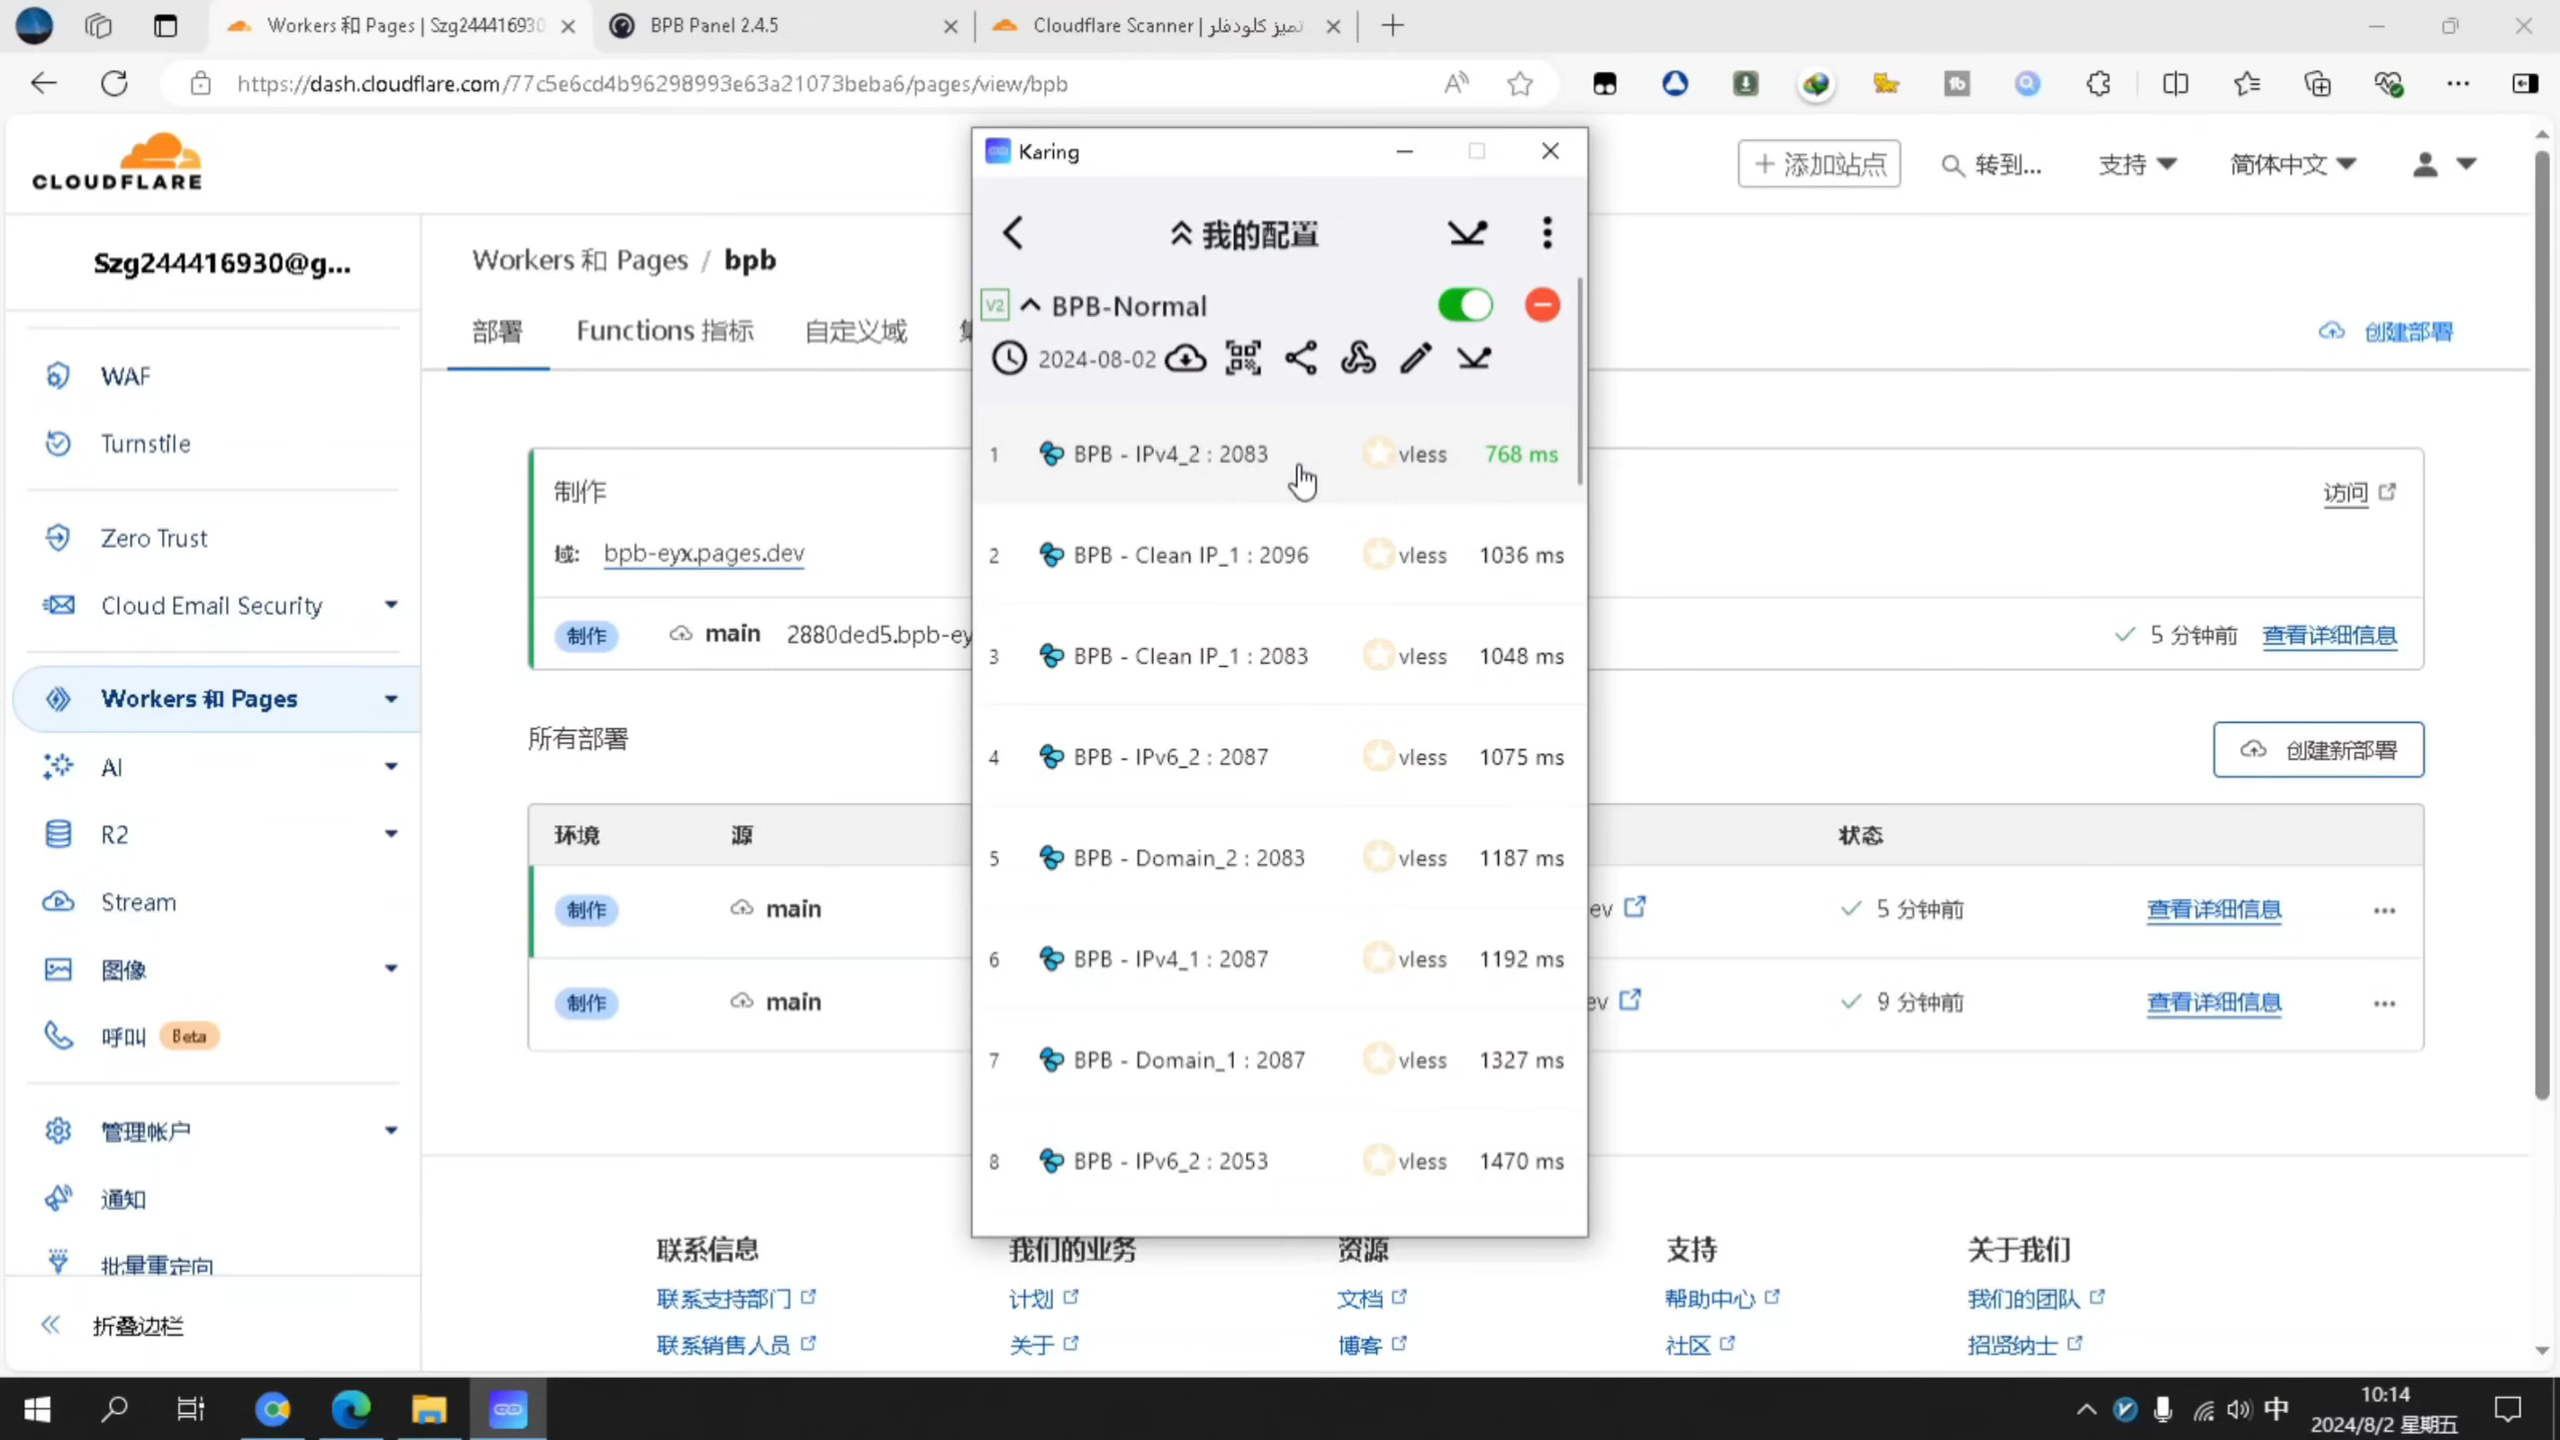 Workers 和 Pages | Szg244416930
BPB Panel 2.4.5
Cloudflare Scanner | تمیز کلودفلر
https://dash.cloudflare.com/77c5e6cd4b96298993e63a21073beba6/pages/view/bpb
CLOUDFLARE
添加站点
转到...
支持
简体中文
Szg244416930@g...
WAF
Turnstile
Zero Trust
Cloud Email Security
Workers 和 Pages
AI
R2
Stream
图像
呼叫 Beta
管理帐户
通知
批量重定向
折叠边栏
Workers 和 Pages / bpb
部署
Functions 指标
自定义域
创建部署
制作
访问
域: bpb-eyx.pages.dev
制作 main 2880ded5.bpb-ey
5 分钟前 查看详细信息
所有部署
创建新部署
环境 源 状态
制作 main ev 5 分钟前 查看详细信息
制作 main ev 9 分钟前 查看详细信息
Karing
我的配置
V2 BPB-Normal
2024-08-02
1 BPB - IPv4_2 : 2083 vless 768 ms
2 BPB - Clean IP_1 : 2096 vless 1036 ms
3 BPB - Clean IP_1 : 2083 vless 1048 ms
4 BPB - IPv6_2 : 2087 vless 1075 ms
5 BPB - Domain_2 : 2083 vless 1187 ms
6 BPB - IPv4_1 : 2087 vless 1192 ms
7 BPB - Domain_1 : 2087 vless 1327 ms
8 BPB - IPv6_2 : 2053 vless 1470 ms
联系信息 我们的业务 资源 支持 关于我们
联系支持部门 计划 文档 帮助中心 我们的团队
联系销售人员 关于 博客 社区 招贤纳士
中
10:14
2024/8/2 星期五